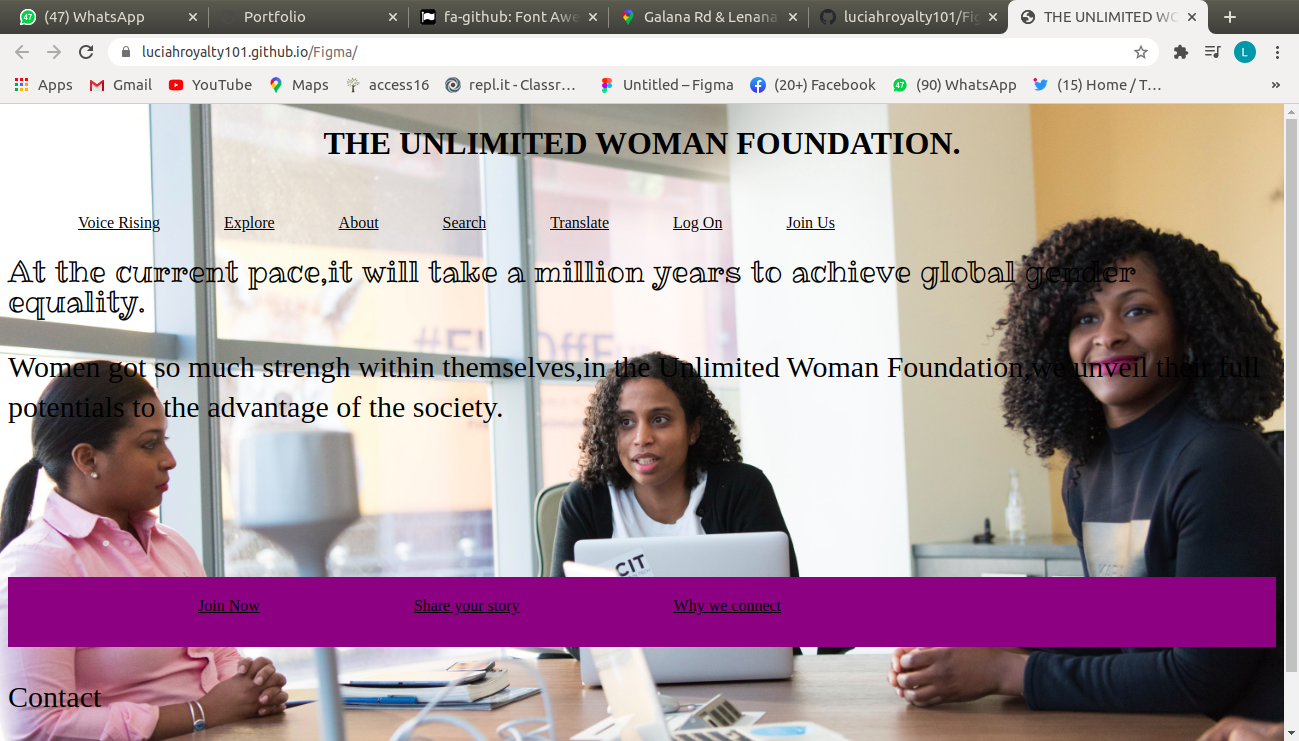 (47) WhatsApp
Portfolio
fa-github: Font Awe
Galana Rd & Lenana
luciahroyalty101/Fig
THE UNLIMITED WO
luciahroyalty101.github.io/Figma/
L
Apps
Gmail
YouTube
Maps
access16
repl.it - Classr…
Untitled – Figma
(20+) Facebook
(90) WhatsApp
(15) Home / T…
»
THE UNLIMITED WOMAN FOUNDATION.
Voice Rising Explore About Search Translate Log On Join Us
At the current pace,it will take a million years to achieve global gender
equality.
Women got so much strengh within themselves,in the Unlimited Woman Foundation,we unveil their full
potentials to the advantage of the society.
CIT
Join Now Share your story Why we connect
Contact